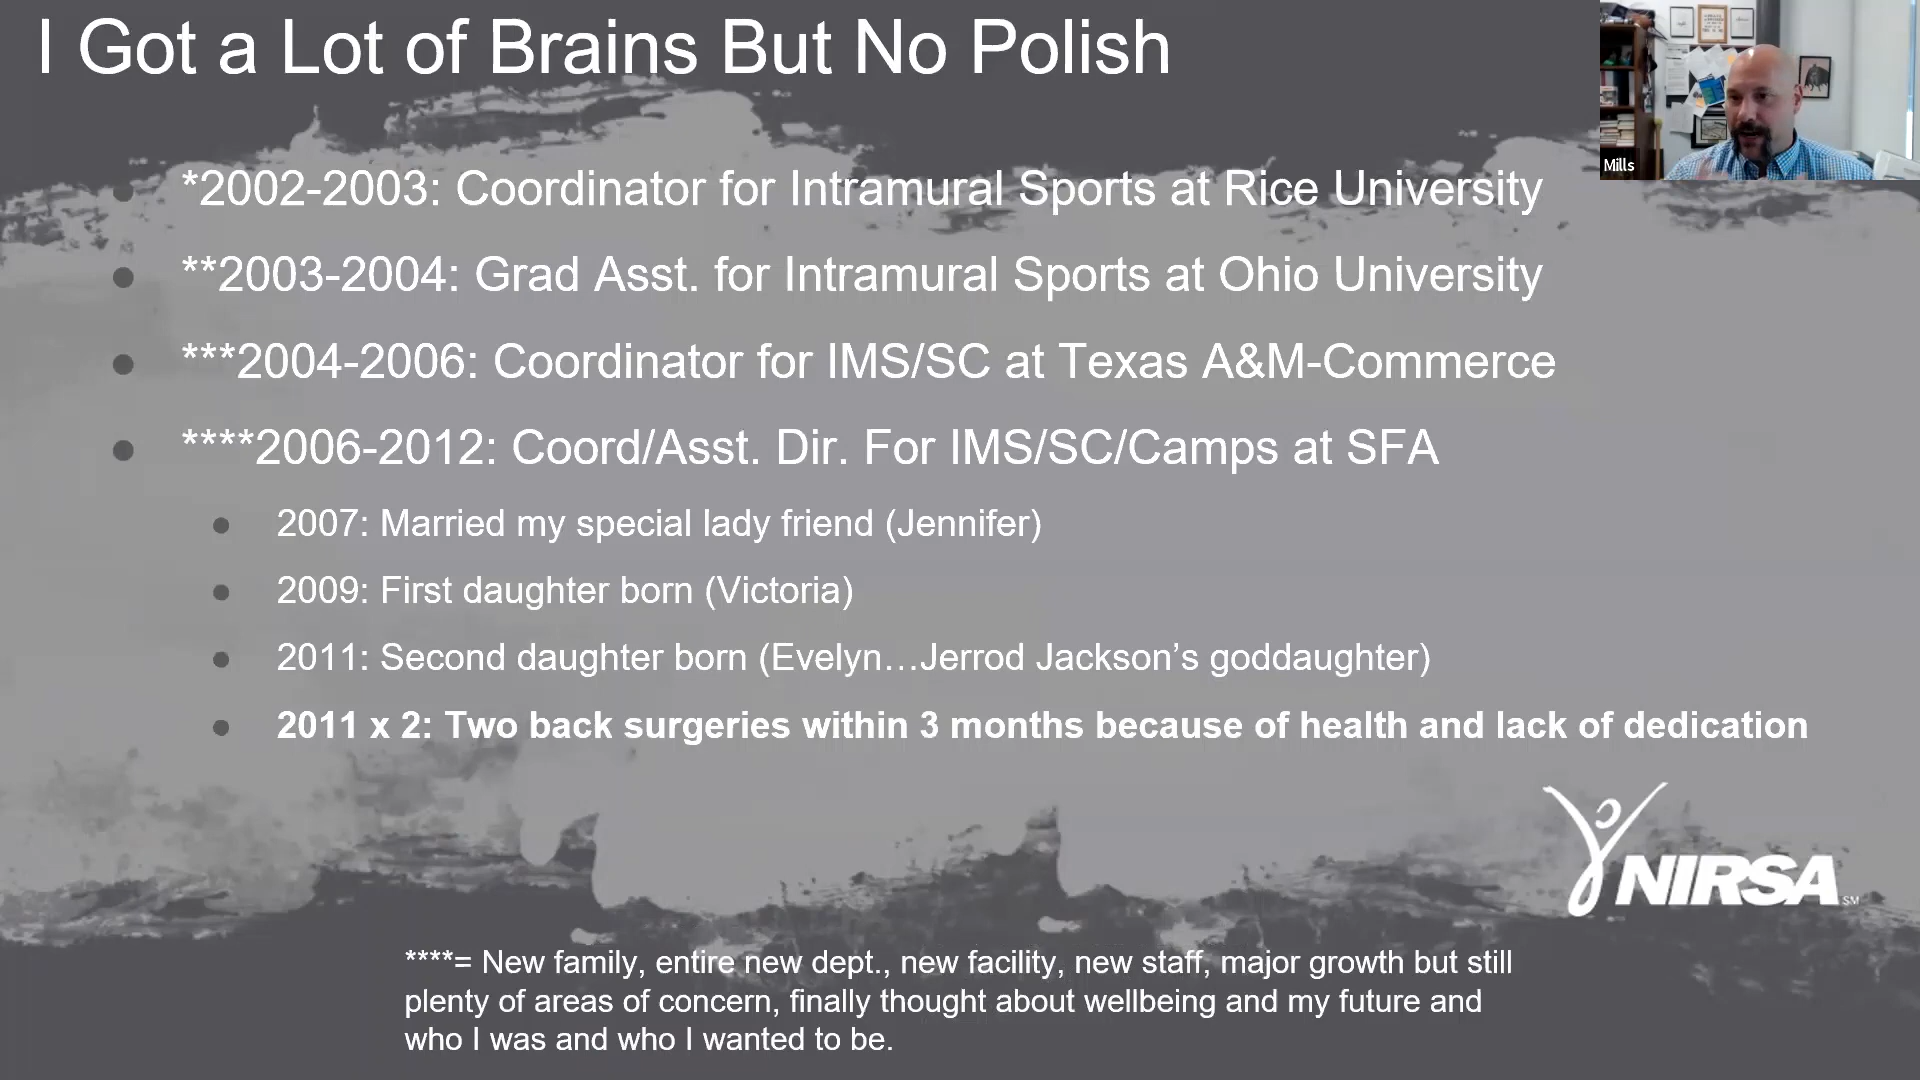 I Got a Lot of Brains But No Polish
Mills
*2002-2003: Coordinator for Intramural Sports at Rice University
**2003-2004: Grad Asst. for Intramural Sports at Ohio University
***2004-2006: Coordinator for IMS/SC at Texas A&M-Commerce
****2006-2012: Coord/Asst. Dir. For IMS/SC/Camps at SFA
2007: Married my special lady friend (Jennifer)
2009: First daughter born (Victoria)
2011: Second daughter born (Evelyn…Jerrod Jackson’s goddaughter)
2011 x 2: Two back surgeries within 3 months because of health and lack of dedication
NIRSA SM
****= New family, entire new dept., new facility, new staff, major growth but still
plenty of areas of concern, finally thought about wellbeing and my future and
who I was and who I wanted to be.